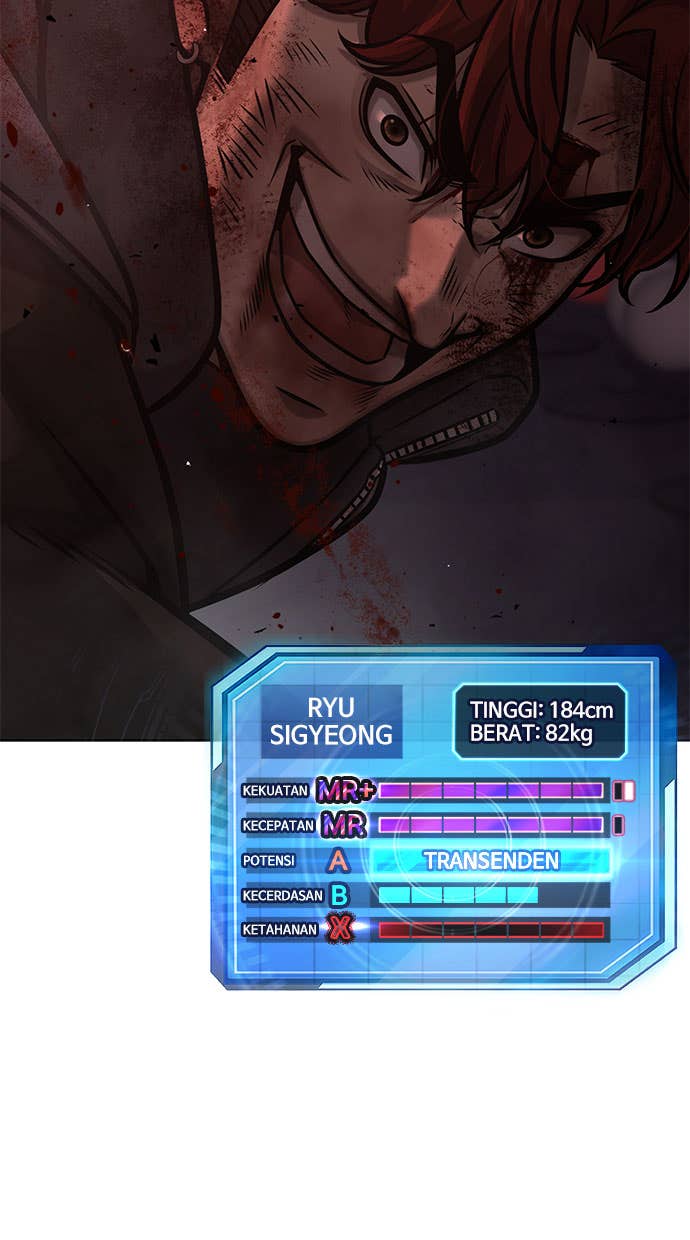 RYU
SIGYEONG
TINGGI: 184cm
BERAT: 82kg
KEKUATAN MR+
KECEPATAN MR
POTENSI A TRANSENDEN
KECERDASAN B
KETAHANAN X